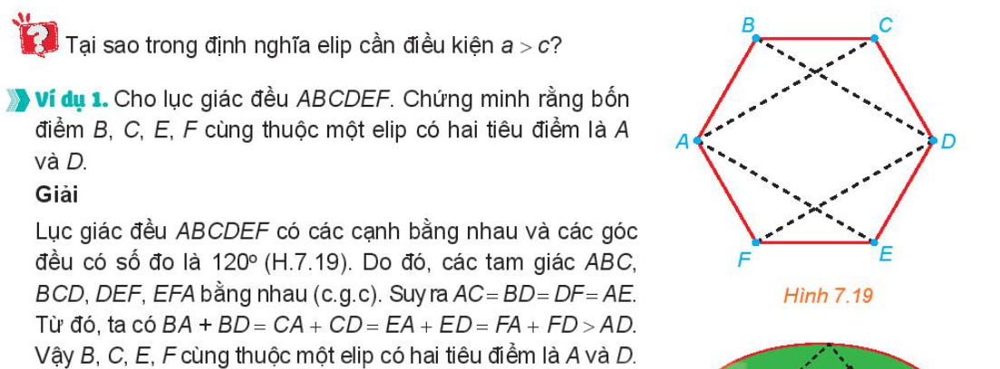 Tại sao trong định nghĩa elip cần điều kiện a > c?
Ví dụ 1. Cho lục giác đều ABCDEF. Chứng minh rằng bốn
điểm B, C, E, F cùng thuộc một elip có hai tiêu điểm là A
và D.
Giải
Lục giác đều ABCDEF có các cạnh bằng nhau và các góc
đều có số đo là 120º (H.7.19). Do đó, các tam giác ABC,
BCD, DEF, EFA bằng nhau (c.g.c). Suy ra AC = BD = DF = AE.
Từ đó, ta có BA + BD = CA + CD = EA + ED = FA + FD > AD.
Vậy B, C, E, F cùng thuộc một elip có hai tiêu điểm là A và D.
B
C
A
D
F
E
Hình 7.19